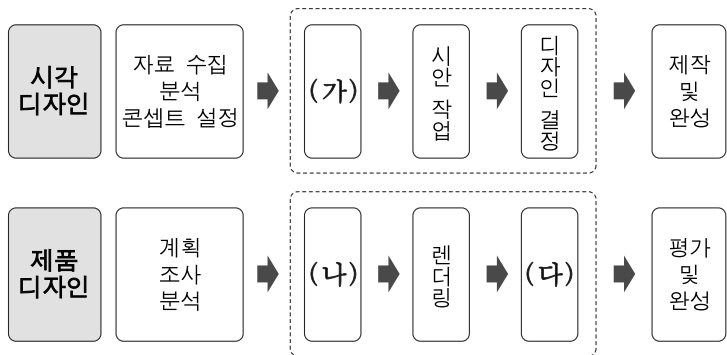 시각
디자인
자료 수집
분석
콘셉트 설정
(가)
시안 작업
디자인 결정
제작
및
완성
제품
디자인
계획
조사
분석
(나)
렌더링
(다)
평가
및
완성